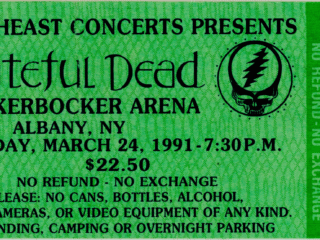 HEAST CONCERTS PRESENTS
teful Dead
KERBOCKER ARENA
ALBANY, NY
DAY, MARCH 24, 1991-7:30 P.M.
$22.50
NO REFUND - NO EXCHANGE
LEASE: NO CANS, BOTTLES, ALCOHOL,
AMERAS, OR VIDEO EQUIPMENT OF ANY KIND.
NDING, CAMPING OR OVERNIGHT PARKING
NO REFUND-NO EXCHANGE